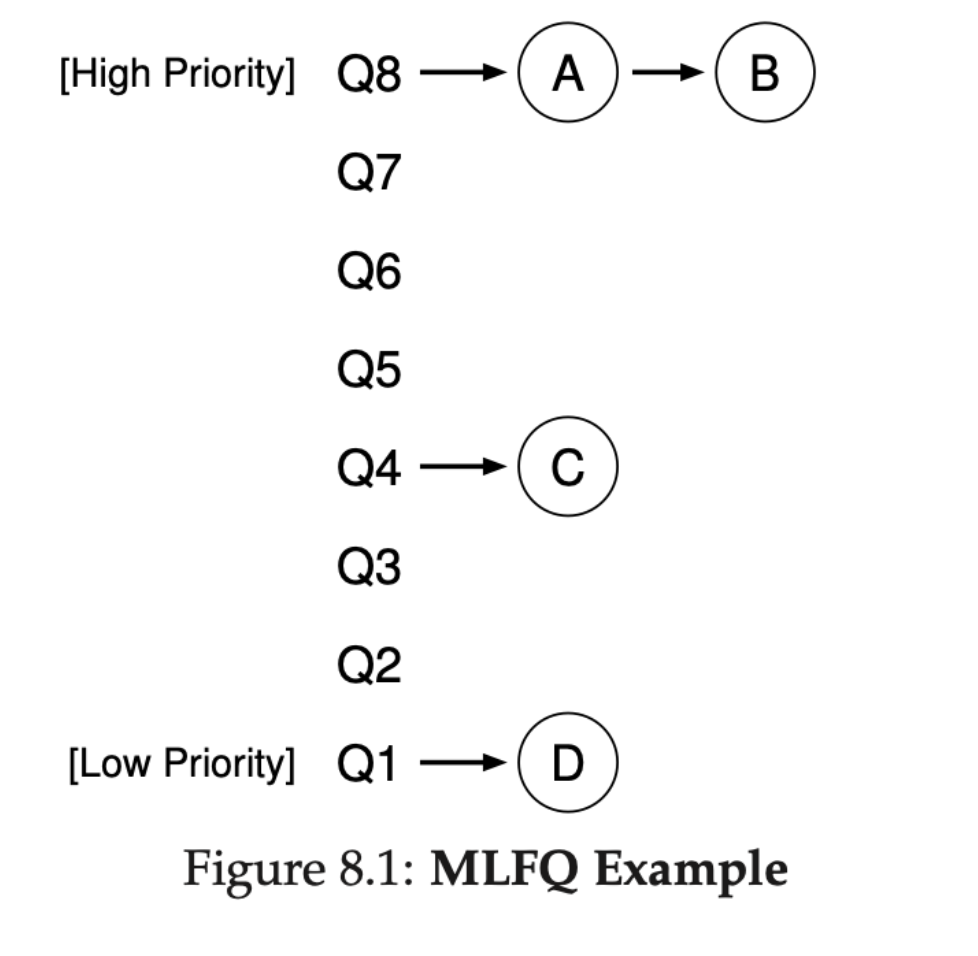 [High Priority] Q8 A B
Q7
Q6
Q5
Q4 C
Q3
Q2
[Low Priority] Q1 D
Figure 8.1: MLFQ Example